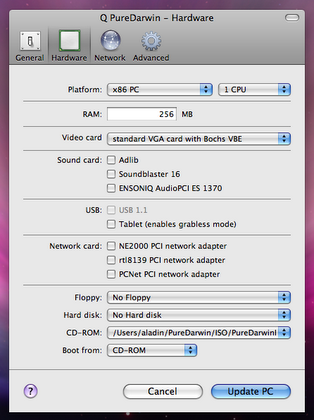 Q PureDarwin – Hardware
General Hardware Network Advanced
Platform: x86 PC 1 CPU
RAM: 256 MB
Video card standard VGA card with Bochs VBE
Sound card: Adlib
Soundblaster 16
ENSONIQ AudioPCI ES 1370
USB: USB 1.1
Tablet (enables grabless mode)
Network card: NE2000 PCI network adapter
rtl8139 PCI network adapter
PCNet PCI network adapter
Floppy: No Floppy
Hard disk: No Hard disk
CD-ROM: /Users/aladin/PureDarwin/ISO/PureDarwin
Boot from: CD-ROM
? Cancel Update PC